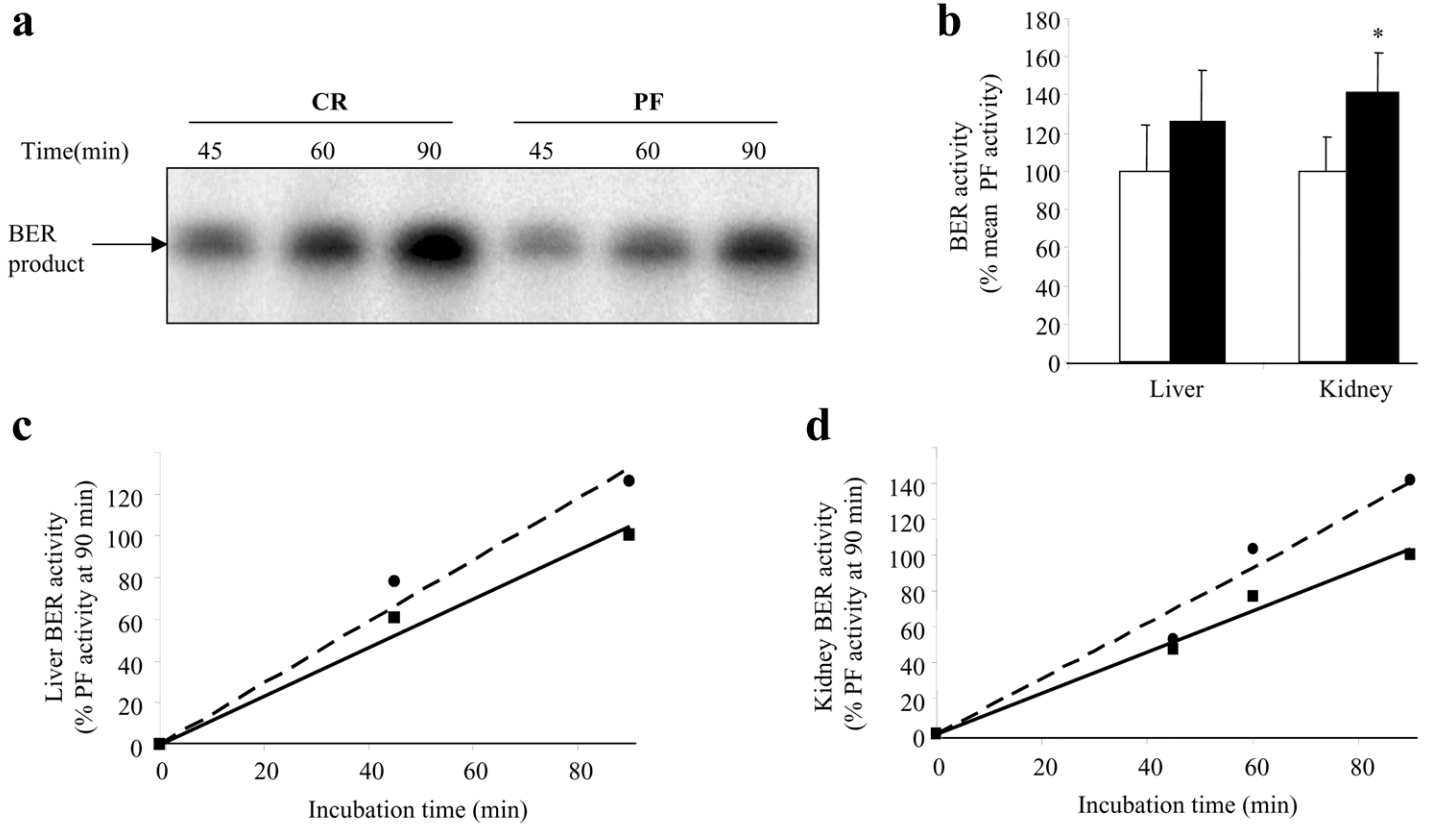 a
CR PF
Time(min) 45 60 90 45 60 90
BER
product
b
BER activity
(% mean PF activity)
180
160
140
120
100
80
60
40
20
0
*
Liver Kidney
c
Liver BER activity
(% PF activity at 90 min)
120
100
80
60
40
20
0
0 20 40 60 80
Incubation time (min)
d
Kidney BER activity
(% PF activity at 90 min)
140
120
100
80
60
40
20
0
0 20 40 60 80
Incubation time (min)